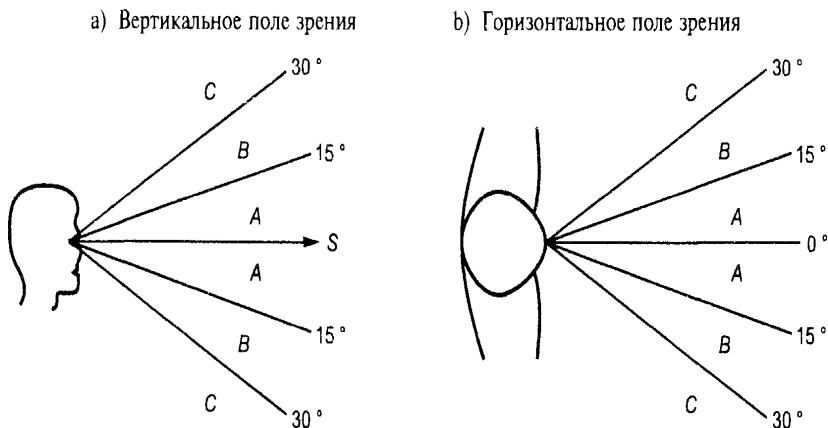 a) Вертикальное поле зрения
b) Горизонтальное поле зрения
30°
C
B
15°
A
S
A
15°
B
C
30°
30°
C
B
15°
A
0°
A
15°
B
C
30°